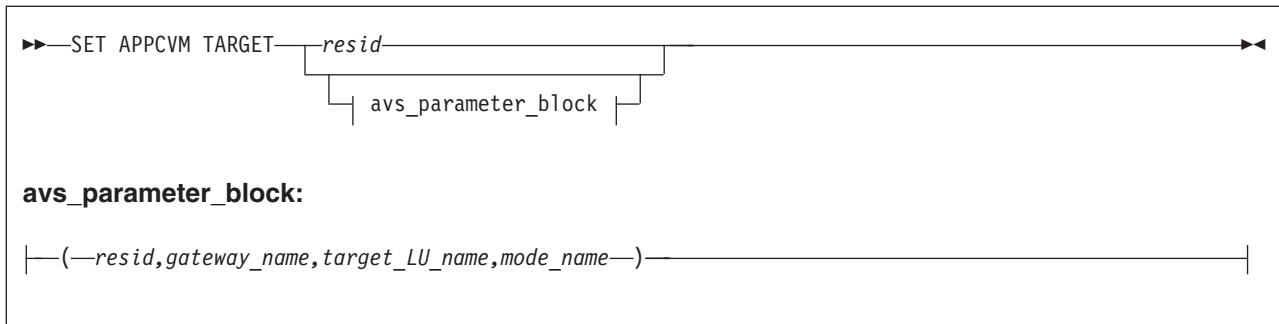 SET APPCVM TARGET resid
avs_parameter_block
avs_parameter_block:
( resid,gateway_name,target_LU_name,mode_name )